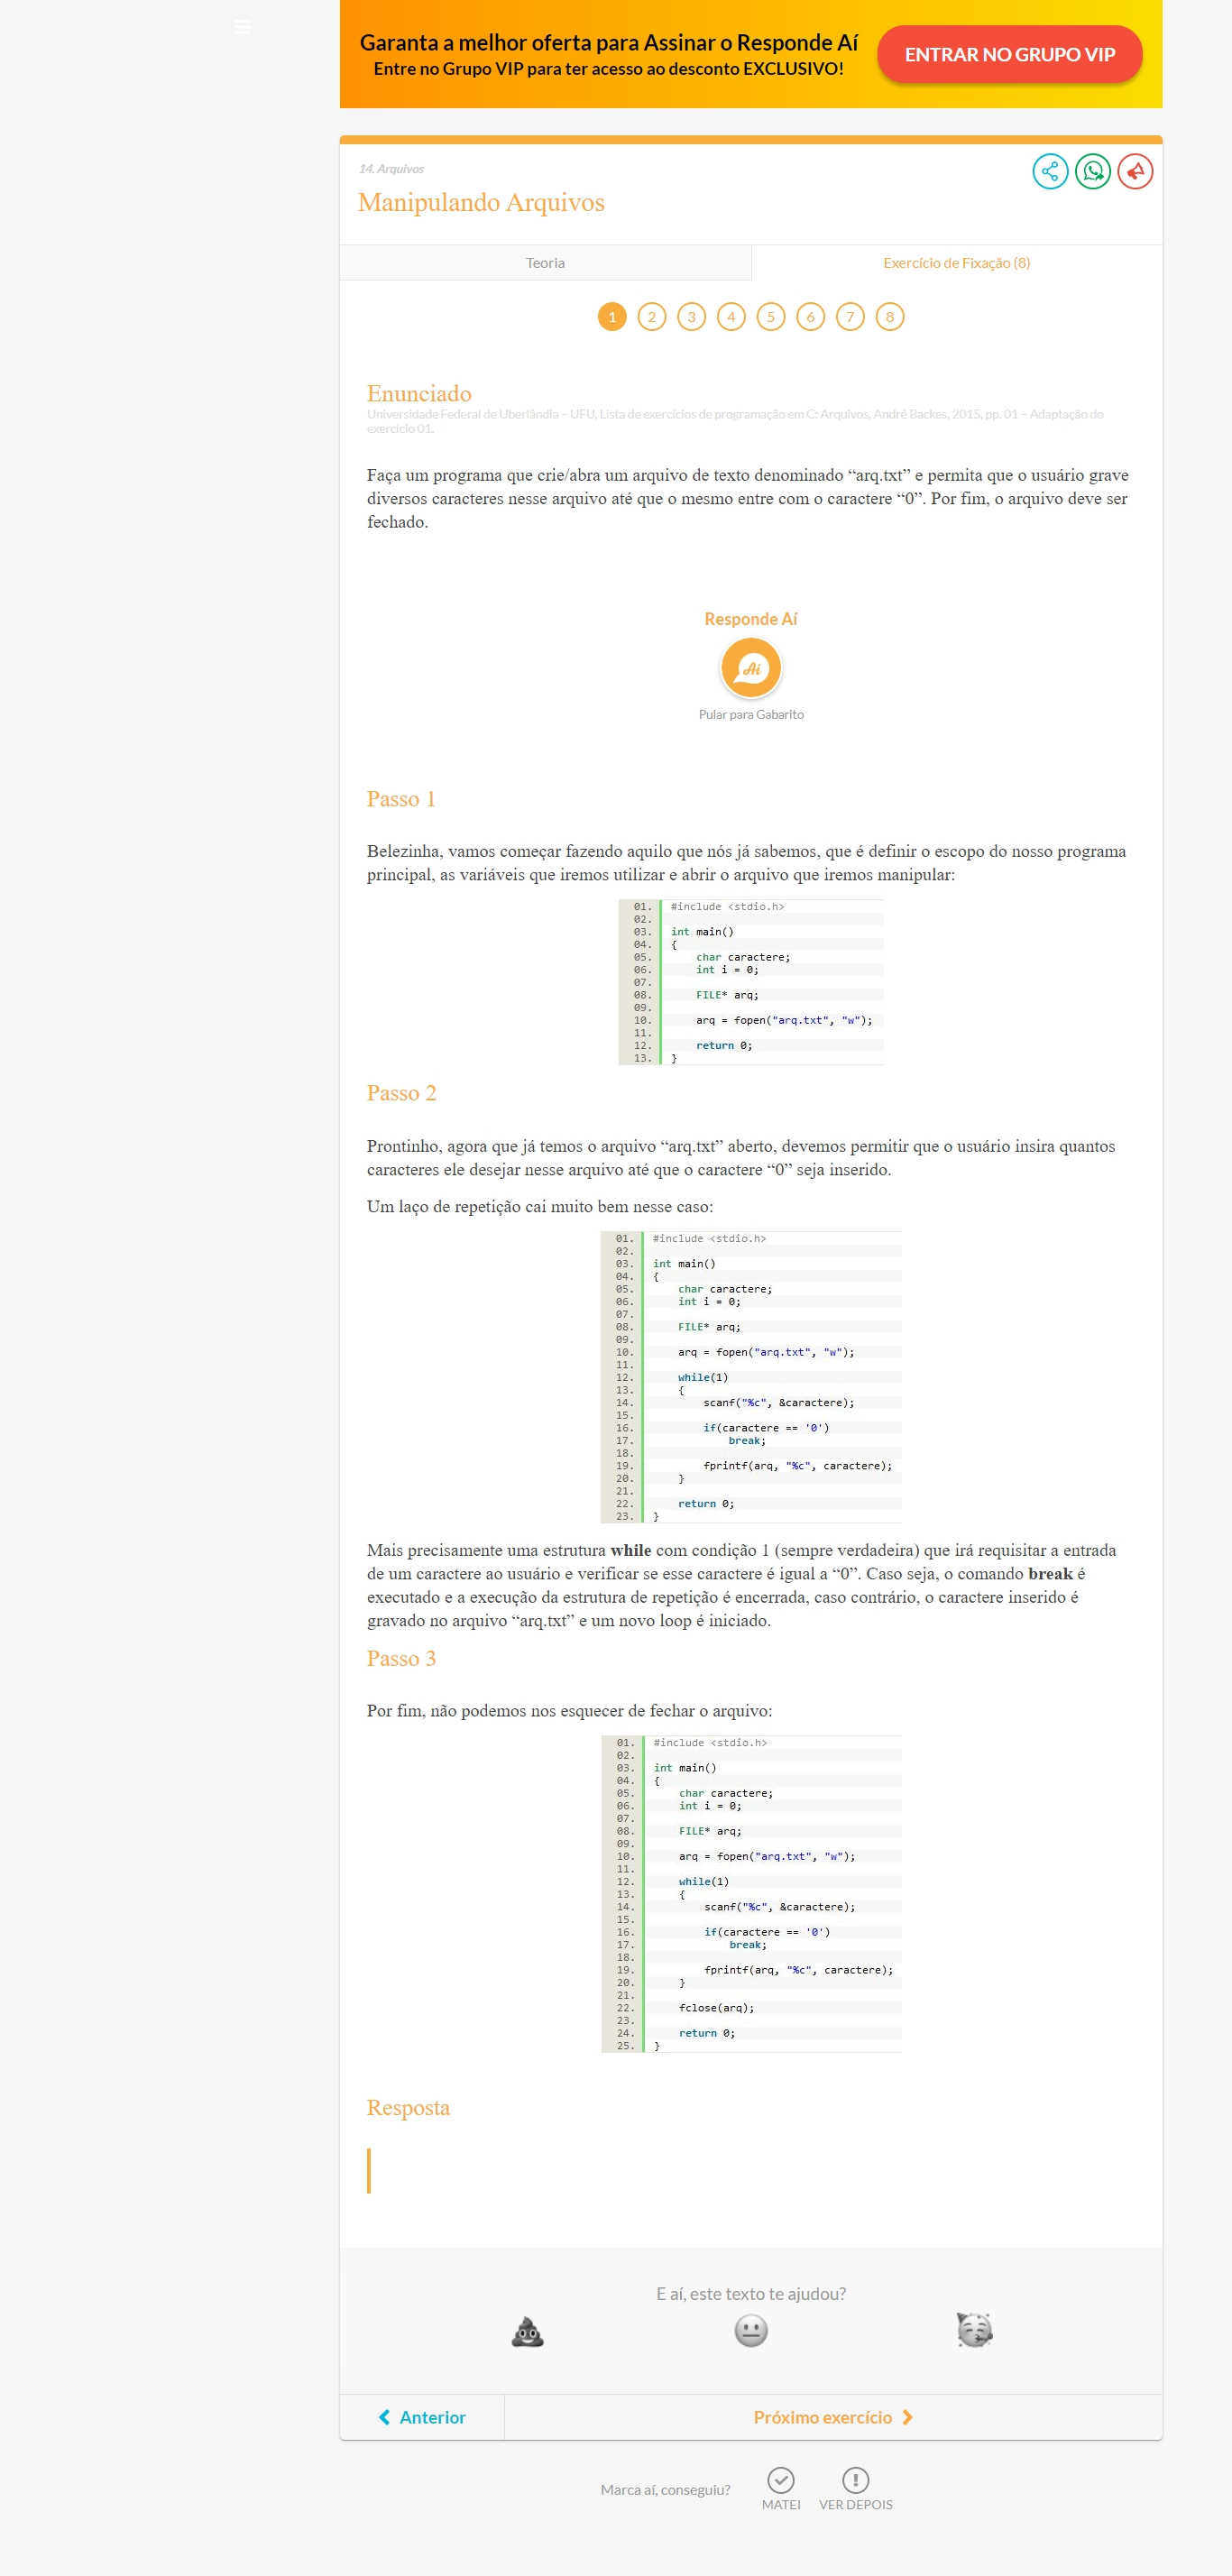 Garanta a melhor oferta para Assinar o Responde Aí
Entre no Grupo VIP para ter acesso ao desconto EXCLUSIVO!
ENTRAR NO GRUPO VIP
14. Arquivos
Manipulando Arquivos
Teoria
Exercício de Fixação (8)
1 2 3 4 5 6 7 8
Enunciado
Universidade Federal de Uberlândia – UFU, Lista de exercícios de programação em C: Arquivos, André Backes, 2015, pp. 01 – Adaptação do
exercício 01.
Faça um programa que crie/abra um arquivo de texto denominado “arq.txt” e permita que o usuário grave
diversos caracteres nesse arquivo até que o mesmo entre com o caractere “0”. Por fim, o arquivo deve ser
fechado.
Responde Aí
Aí
Pular para Gabarito
Passo 1
Belezinha, vamos começar fazendo aquilo que nós já sabemos, que é definir o escopo do nosso programa
principal, as variáveis que iremos utilizar e abrir o arquivo que iremos manipular:
01. #include <stdio.h>
02.
03. int main()
04. {
05. char caractere;
06. int i = 0;
07.
08. FILE* arq;
09.
10. arq = fopen("arq.txt", "w");
11.
12. return 0;
13. }
Passo 2
Prontinho, agora que já temos o arquivo “arq.txt” aberto, devemos permitir que o usuário insira quantos
caracteres ele desejar nesse arquivo até que o caractere “0” seja inserido.
Um laço de repetição cai muito bem nesse caso:
01. #include <stdio.h>
02.
03. int main()
04. {
05. char caractere;
06. int i = 0;
07.
08. FILE* arq;
09.
10. arq = fopen("arq.txt", "w");
11.
12. while(1)
13. {
14. scanf("%c", &caractere);
15.
16. if(caractere == '0')
17. break;
18.
19. fprintf(arq, "%c", caractere);
20. }
21.
22. return 0;
23. }
Mais precisamente uma estrutura while com condição 1 (sempre verdadeira) que irá requisitar a entrada
de um caractere ao usuário e verificar se esse caractere é igual a “0”. Caso seja, o comando break é
executado e a execução da estrutura de repetição é encerrada, caso contrário, o caractere inserido é
gravado no arquivo “arq.txt” e um novo loop é iniciado.
Passo 3
Por fim, não podemos nos esquecer de fechar o arquivo:
01. #include <stdio.h>
02.
03. int main()
04. {
05. char caractere;
06. int i = 0;
07.
08. FILE* arq;
09.
10. arq = fopen("arq.txt", "w");
11.
12. while(1)
13. {
14. scanf("%c", &caractere);
15.
16. if(caractere == '0')
17. break;
18.
19. fprintf(arq, "%c", caractere);
20. }
21.
22. fclose(arq);
23.
24. return 0;
25. }
Resposta
E aí, este texto te ajudou?
Anterior
Próximo exercício
Marca aí, conseguiu?
MATEI
VER DEPOIS